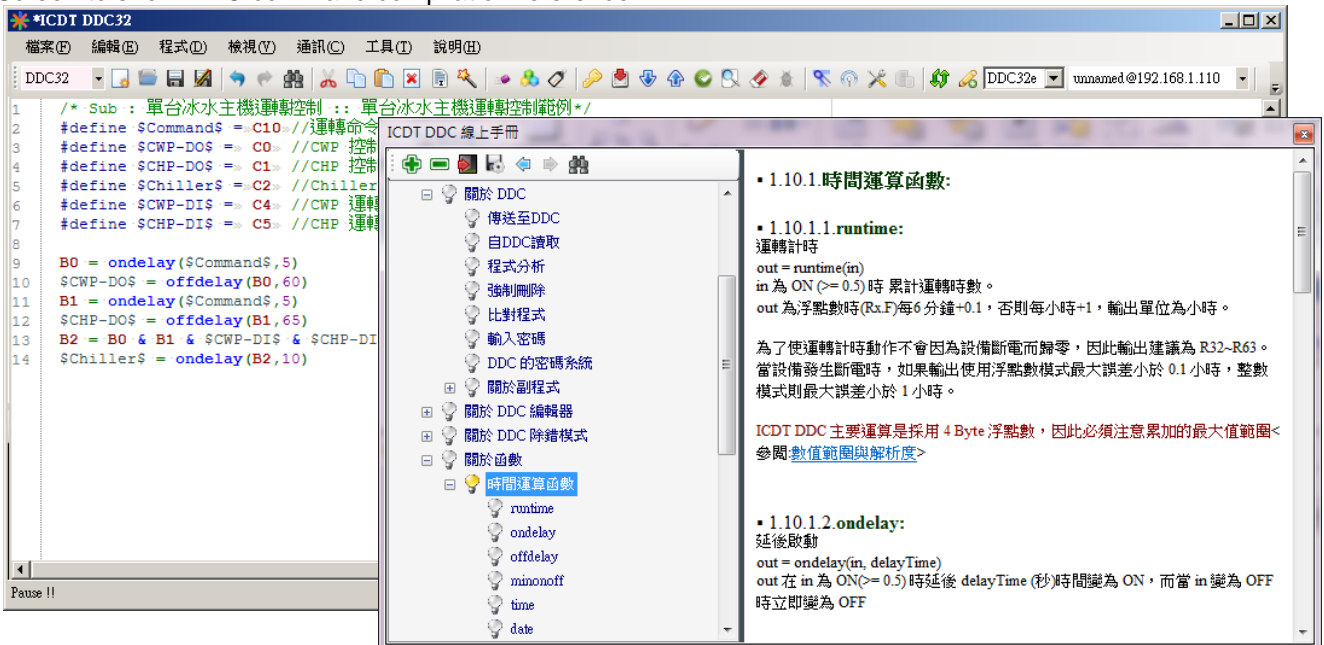 *ICDT DDC32
檔案(F) 編輯(E) 程式(D) 檢視(V) 通訊(C) 工具(T) 說明(H)
DDC32 DDC32e unnamed@192.168.1.110
1 /* Sub : 單台冰水主機運轉控制 :: 單台冰水主機運轉控制範例*/
2 #define $Command$ = C10 //運轉命令
3 #define $CWP-DO$ = C0 //CWP 控制
4 #define $CHP-DO$ = C1 //CHP 控制
5 #define $Chiller$ = C2 //Chiller
6 #define $CWP-DI$ = C4 //CWP 運轉
7 #define $CHP-DI$ = C5 //CHP 運轉
8
9 B0 = ondelay($Command$,5)
10 $CWP-DO$ = offdelay(B0,60)
11 B1 = ondelay($Command$,5)
12 $CHP-DO$ = offdelay(B1,65)
13 B2 = B0 & B1 & $CWP-DI$ & $CHP-DI
14 $Chiller$ = ondelay(B2,10)
Pause !!
ICDT DDC 線上手冊
關於 DDC
傳送至DDC
自DDC讀取
程式分析
強制刪除
比對程式
輸入密碼
DDC 的密碼系統
關於副程式
關於 DDC 編輯器
關於 DDC 除錯模式
關於函數
時間運算函數
runtime
ondelay
offdelay
minonoff
time
date
▪ 1.10.1.時間運算函數:
▪ 1.10.1.1.runtime:
運轉計時
out = runtime(in)
in 為 ON (>= 0.5) 時 累計運轉時數。
out 為浮點數時(Rx.F)每6 分鐘+0.1，否則每小時+1，輸出單位為小時。
為了使運轉計時動作不會因為設備斷電而歸零，因此輸出建議為 R32~R63。
當設備發生斷電時，如果輸出使用浮點數模式最大誤差小於 0.1 小時，整數
模式則最大誤差小於 1 小時。
ICDT DDC 主要運算是採用 4 Byte 浮點數，因此必須注意累加的最大值範圍<
參閱:數值範圍與解析度>
▪ 1.10.1.2.ondelay:
延後啟動
out = ondelay(in, delayTime)
out 在 in 為 ON(>= 0.5) 時延後 delayTime (秒)時間變為 ON，而當 in 變為 OFF
時立即變為 OFF